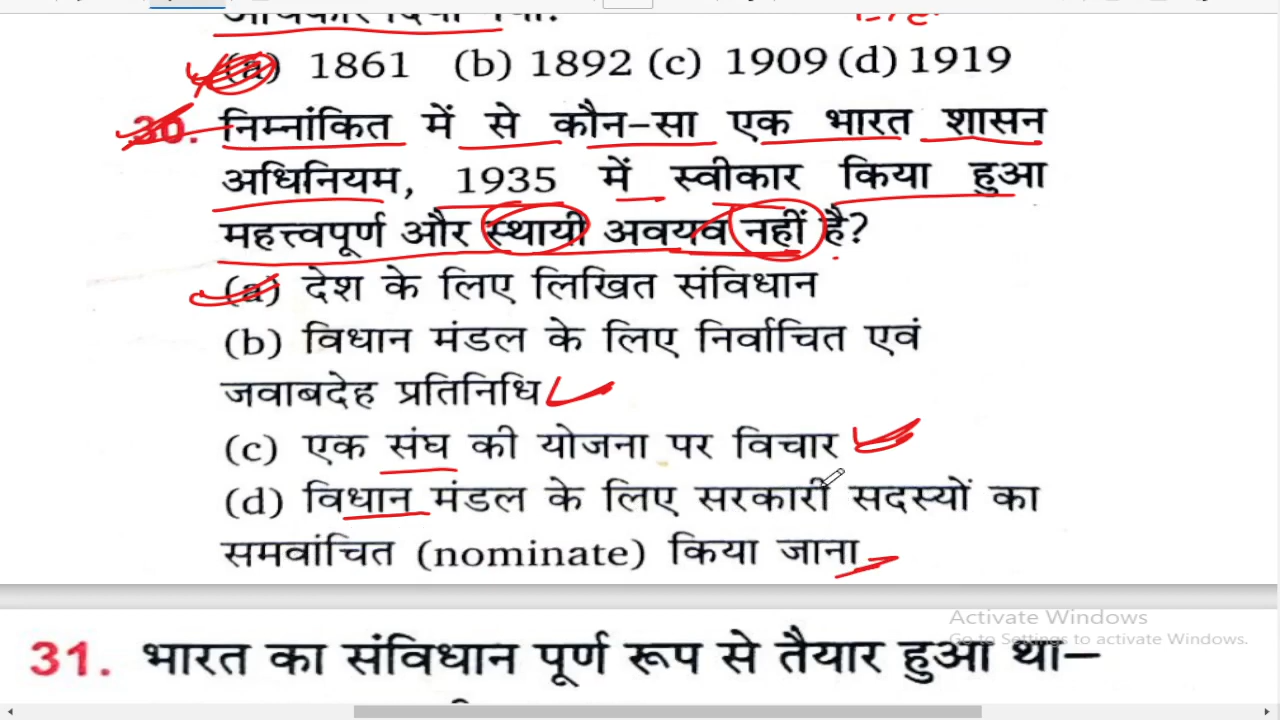 (a) 1861 (b) 1892 (c) 1909 (d) 1919
30. निम्नांकित में से कौन-सा एक भारत शासन
अधिनियम, 1935 में स्वीकार किया हुआ
महत्त्वपूर्ण और स्थायी अवयव नहीं है?
(a) देश के लिए लिखित संविधान
(b) विधान मंडल के लिए निर्वाचित एवं
जवाबदेह प्रतिनिधि
(c) एक संघ की योजना पर विचार
(d) विधान मंडल के लिए सरकारी सदस्यों का
समवांचित (nominate) किया जाना
Activate Windows
Go to Settings to activate Windows.
31. भारत का संविधान पूर्ण रूप से तैयार हुआ था–